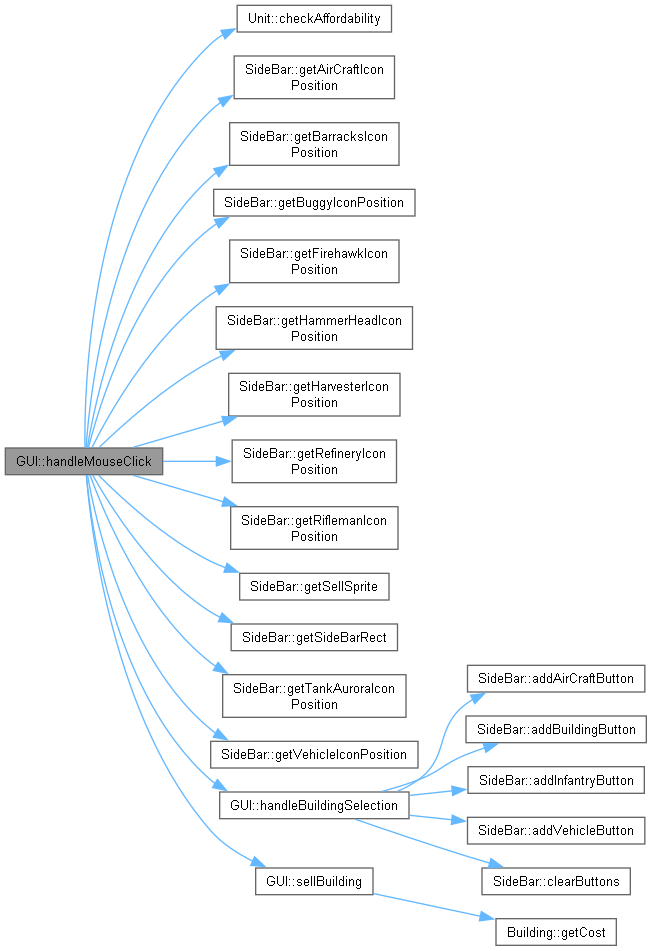 Unit::checkAffordability
SideBar::getAirCraftIcon
Position
SideBar::getBarracksIcon
Position
SideBar::getBuggyIconPosition
SideBar::getFirehawkIcon
Position
SideBar::getHammerHeadIcon
Position
SideBar::getHarvesterIcon
Position
GUI::handleMouseClick
SideBar::getRefineryIcon
Position
SideBar::getRiflemanIcon
Position
SideBar::getSellSprite
SideBar::getSideBarRect
SideBar::getTankAuroraIcon
Position
SideBar::getVehicleIconPosition
GUI::handleBuildingSelection
SideBar::addAirCraftButton
SideBar::addBuildingButton
SideBar::addInfantryButton
SideBar::addVehicleButton
SideBar::clearButtons
GUI::sellBuilding
Building::getCost